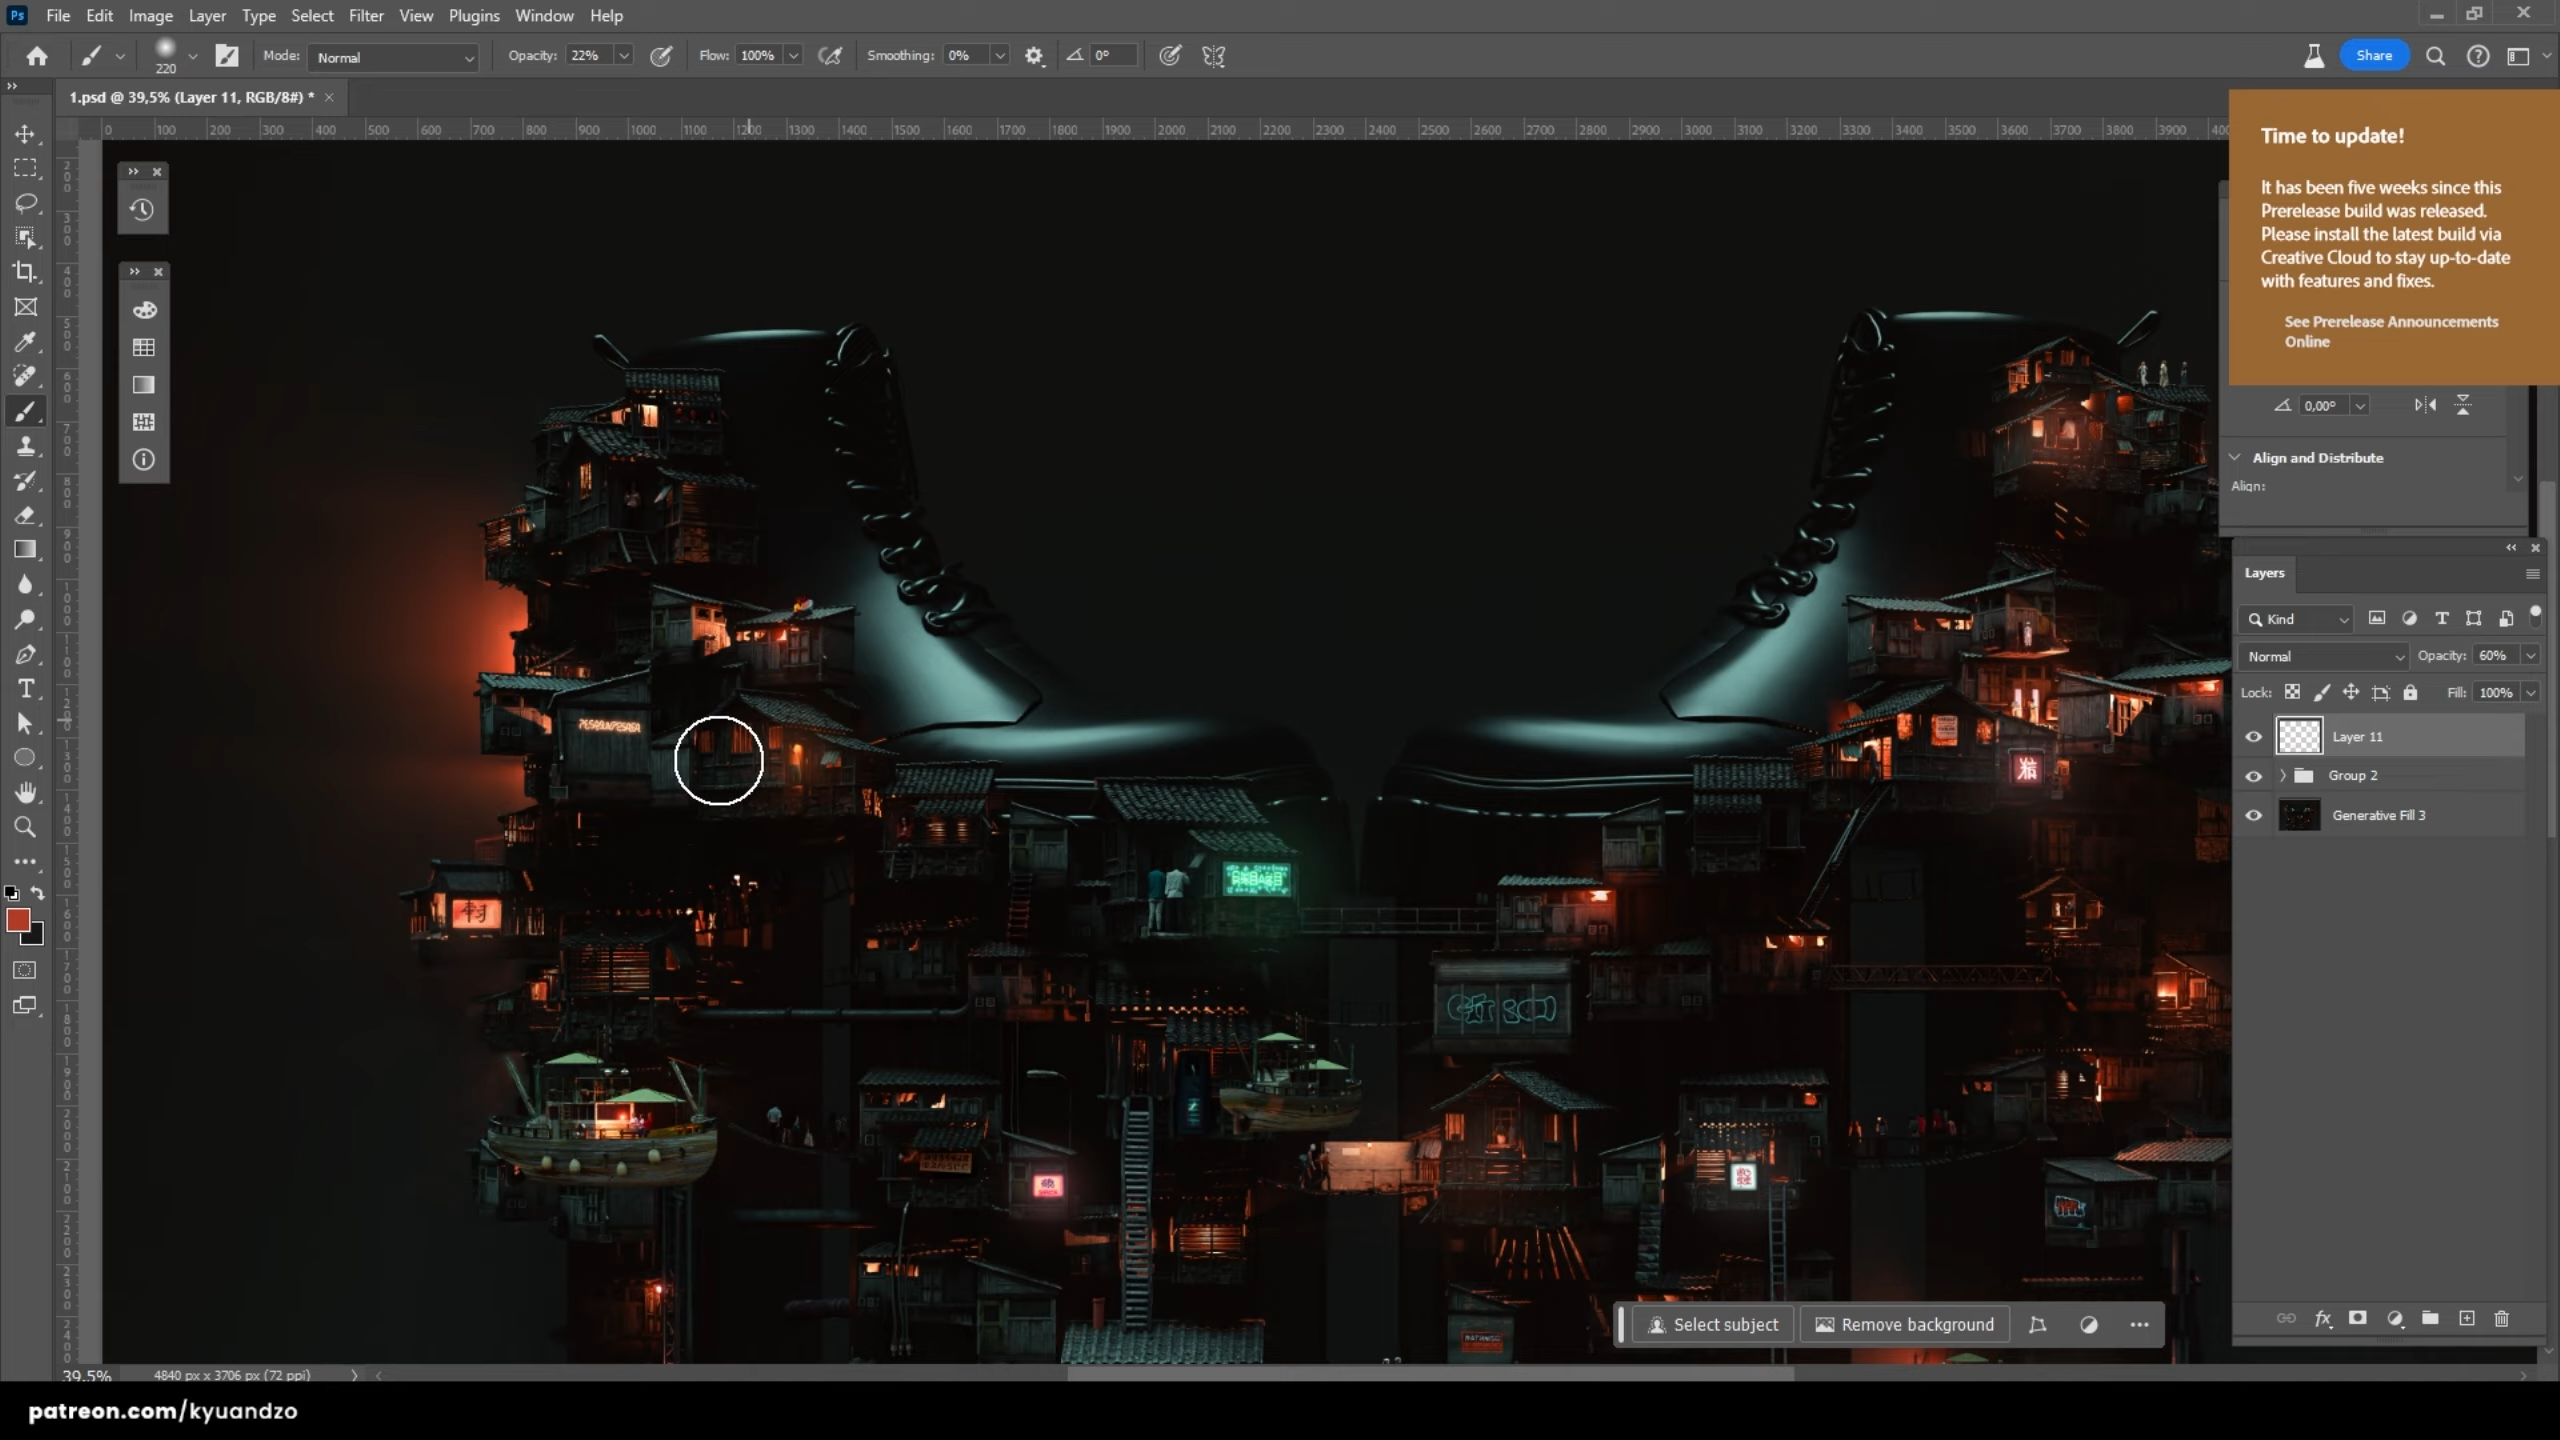 File Edit Image Layer Type Select Filter View Plugins Window Help
220 Mode: Normal Opacity: 22% Flow: 100% Smoothing: 0% 0° Share
1.psd @ 39,5% (Layer 11, RGB/8#) *
0 100 200 300 400 500 600 700 800 900 1000 1100 1200 1300 1400 1500 1600 1700 1800 1900 2000 2100 2200 2300 2400 2500 2600 2700 2800 2900 3000 3100 3200 3300 3400 3500 3600 3700 3800 3900
Time to update!
It has been five weeks since this
Prerelease build was released.
Please install the latest build via
Creative Cloud to stay up-to-date
with features and fixes.
See Prerelease Announcements
Online
0,00°
Align and Distribute
Align:
Layers
Kind
Normal Opacity: 60%
Lock: Fill: 100%
Layer 11
Group 2
Generative Fill 3
Select subject Remove background
39,5% 4840 px x 3706 px (72 ppi)
patreon.com/kyuandzo